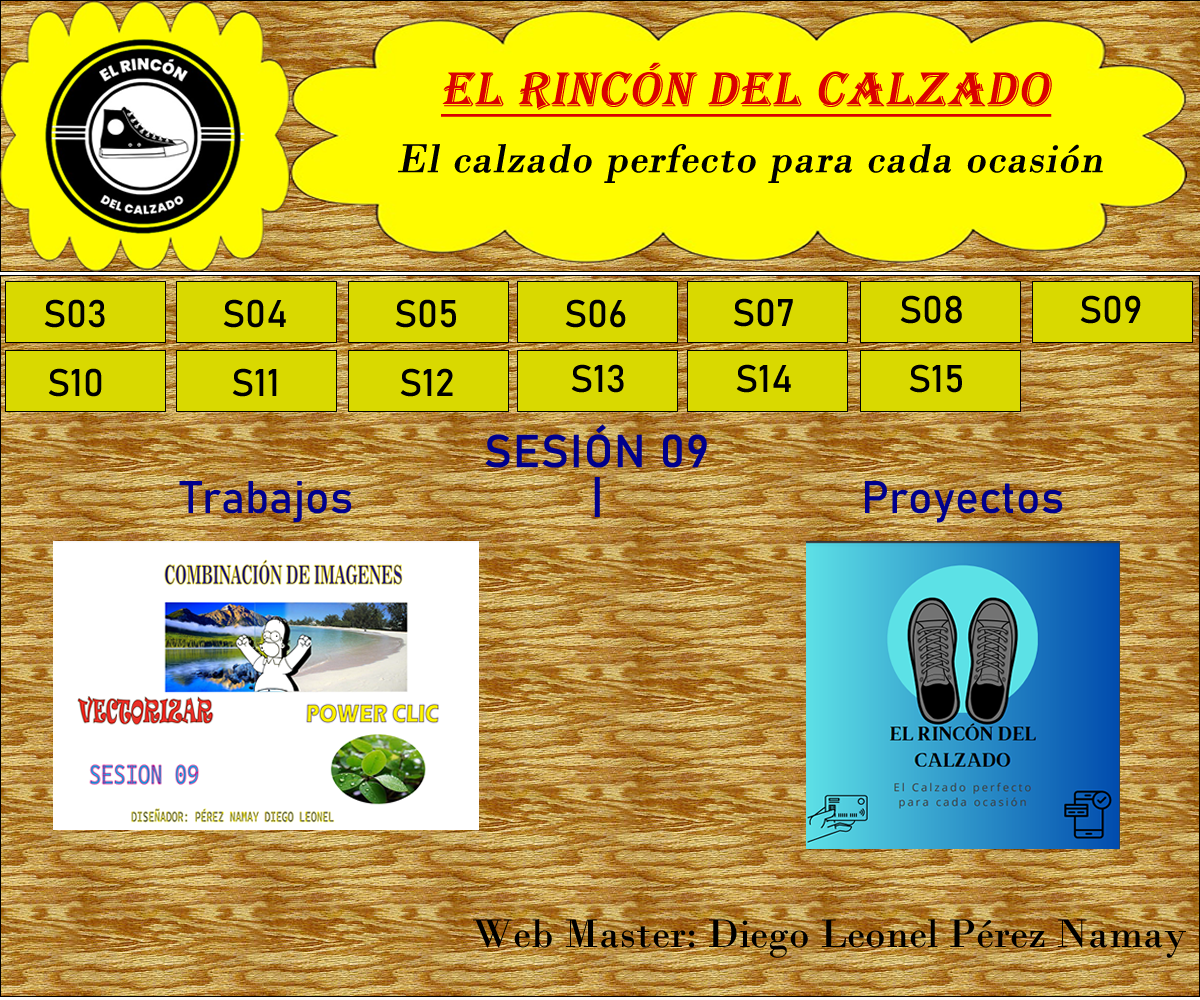 EL RINCÓN
DEL CALZADO
EL RINCÓN DEL CALZADO
El calzado perfecto para cada ocasión
S03 S04 S05 S06 S07 S08 S09
S10 S11 S12 S13 S14 S15
SESIÓN 09
Trabajos | Proyectos
COMBINACIÓN DE IMAGENES
VECTORIZAR POWER CLIC
SESION 09
DISEÑADOR: PÉREZ NAMAY DIEGO LEONEL
EL RINCÓN DEL
CALZADO
El Calzado perfecto
para cada ocasión
Web Master: Diego Leonel Pérez Namay